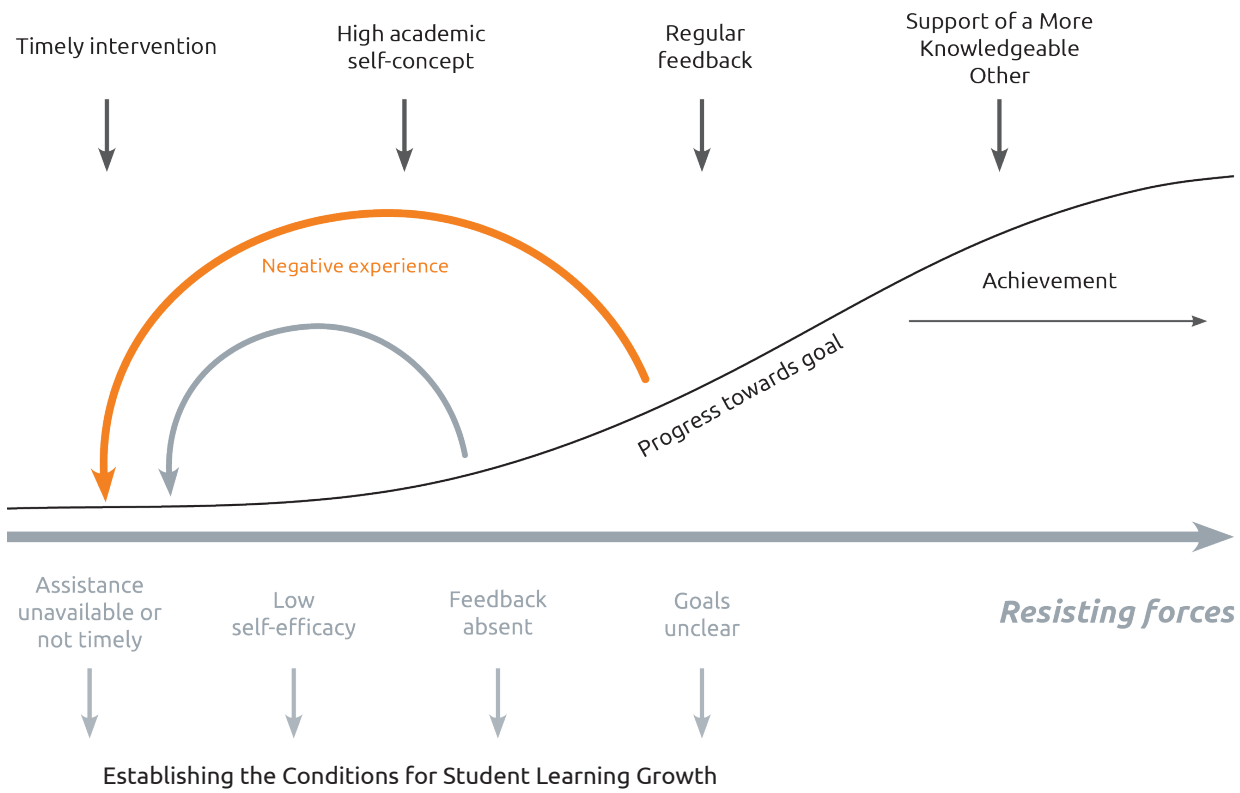 Timely intervention
High academic
self-concept
Regular
feedback
Support of a More
Knowledgeable
Other
Negative experience
Achievement
Progress towards goal
Assistance
unavailable or
not timely
Low
self-efficacy
Feedback
absent
Goals
unclear
Resisting forces
Establishing the Conditions for Student Learning Growth